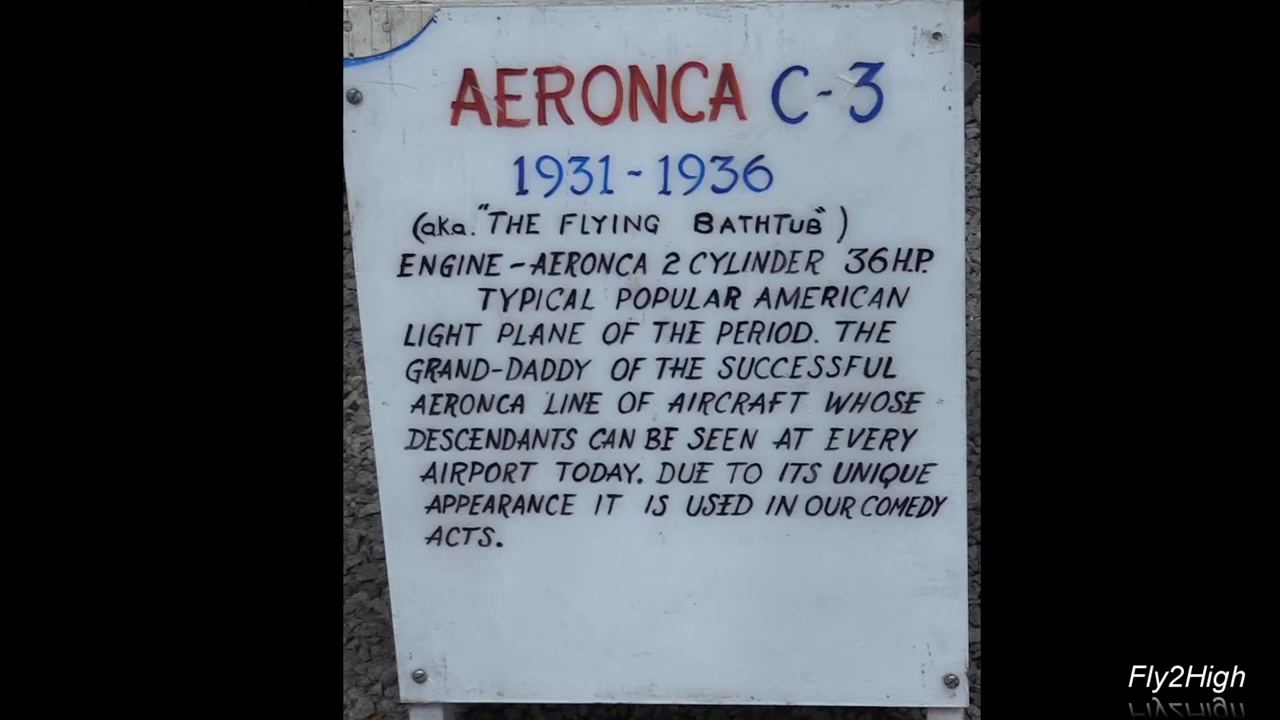 AERONCA C-3
1931-1936
(aka. "THE FLYING BATHTUB")
ENGINE-AERONCA 2 CYLINDER 36 H.P.
TYPICAL POPULAR AMERICAN
LIGHT PLANE OF THE PERIOD. THE
GRAND-DADDY OF THE SUCCESSFUL
AERONCA LINE OF AIRCRAFT WHOSE
DESCENDANTS CAN BE SEEN AT EVERY
AIRPORT TODAY. DUE TO ITS UNIQUE
APPEARANCE IT IS USED IN OUR COMEDY
ACTS.
Fly2High